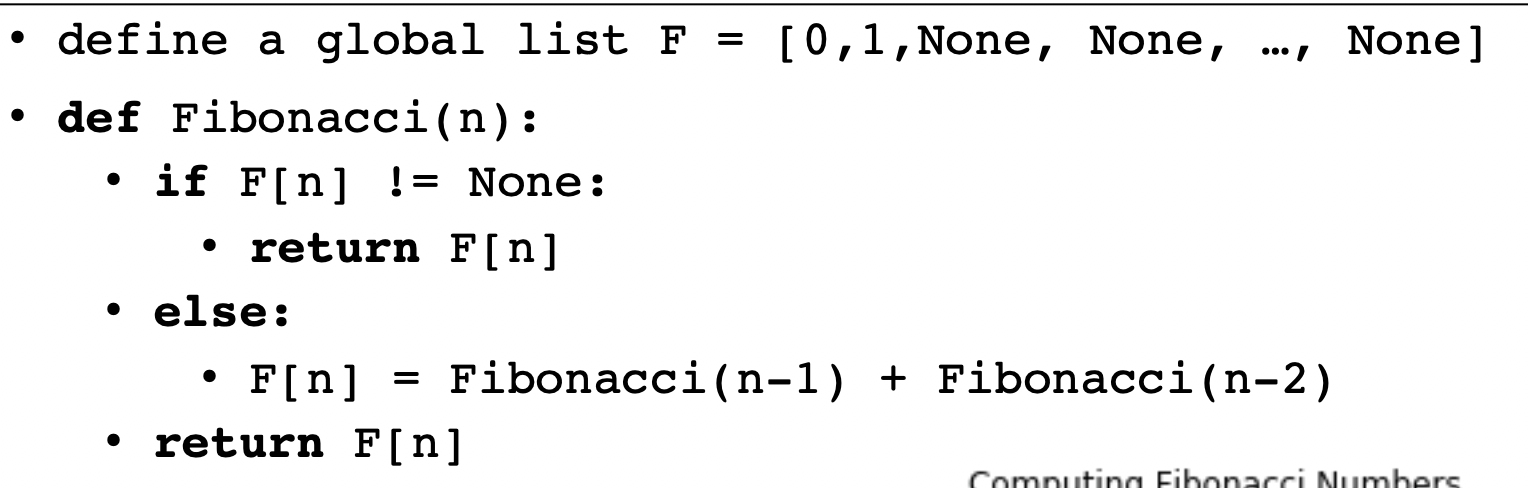 • define a global list F = [0,1,None, None, …, None]
• def Fibonacci(n):
• if F[n] != None:
• return F[n]
• else:
• F[n] = Fibonacci(n-1) + Fibonacci(n-2)
• return F[n]
Computing Fibonacci Numbers